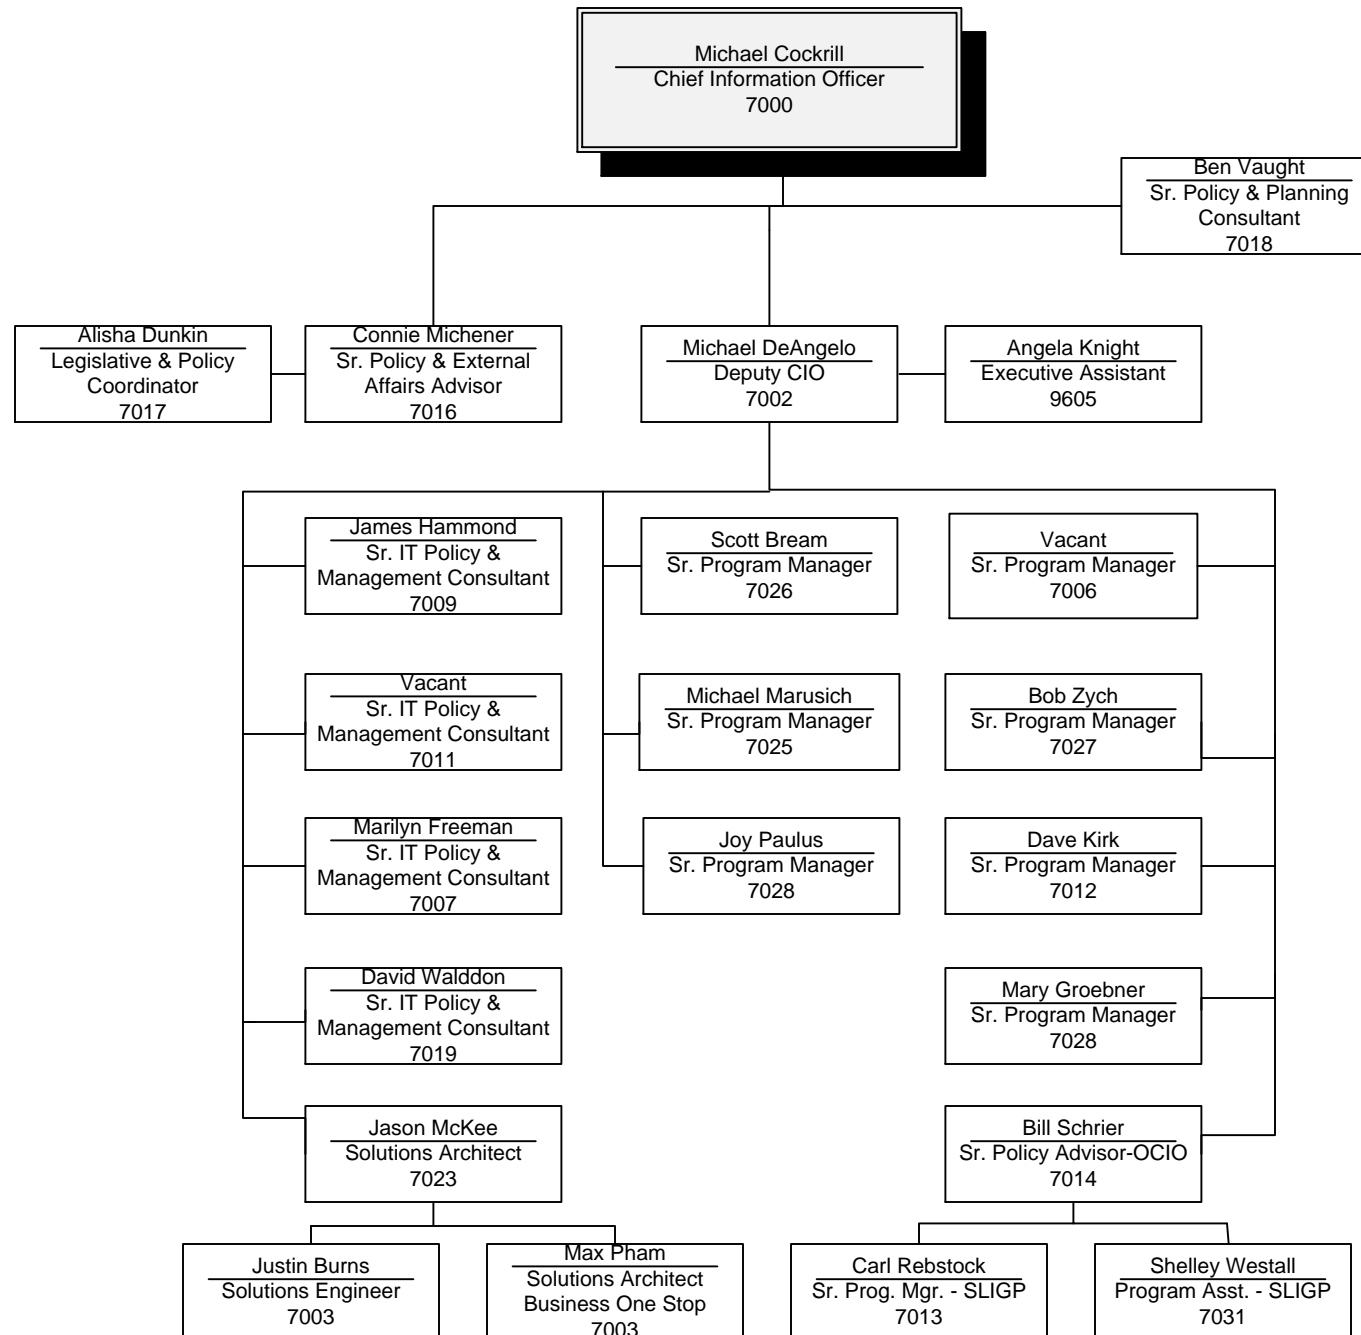 Michael Cockrill
Chief Information Officer
7000
Ben Vaught
Sr. Policy & Planning
Consultant
7018
Alisha Dunkin
Legislative & Policy
Coordinator
7017
Connie Michener
Sr. Policy & External
Affairs Advisor
7016
Michael DeAngelo
Deputy CIO
7002
Angela Knight
Executive Assistant
9605
James Hammond
Sr. IT Policy &
Management Consultant
7009
Scott Bream
Sr. Program Manager
7026
Vacant
Sr. Program Manager
7006
Vacant
Sr. IT Policy &
Management Consultant
7011
Michael Marusich
Sr. Program Manager
7025
Bob Zych
Sr. Program Manager
7027
Marilyn Freeman
Sr. IT Policy &
Management Consultant
7007
Joy Paulus
Sr. Program Manager
7028
Dave Kirk
Sr. Program Manager
7012
David Walddon
Sr. IT Policy &
Management Consultant
7019
Mary Groebner
Sr. Program Manager
7028
Jason McKee
Solutions Architect
7023
Bill Schrier
Sr. Policy Advisor-OCIO
7014
Justin Burns
Solutions Engineer
7003
Max Pham
Solutions Architect
Business One Stop
7003
Carl Rebstock
Sr. Prog. Mgr. - SLIGP
7013
Shelley Westall
Program Asst. - SLIGP
7031